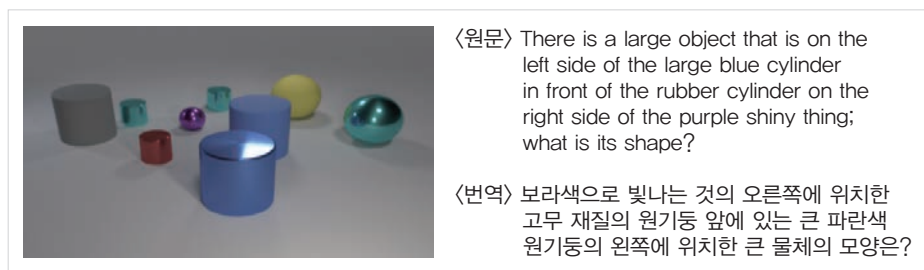 〈원문〉 There is a large object that is on the
left side of the large blue cylinder
in front of the rubber cylinder on the
right side of the purple shiny thing;
what is its shape?
〈번역〉 보라색으로 빛나는 것의 오른쪽에 위치한
고무 재질의 원기둥 앞에 있는 큰 파란색
원기둥의 왼쪽에 위치한 큰 물체의 모양은?